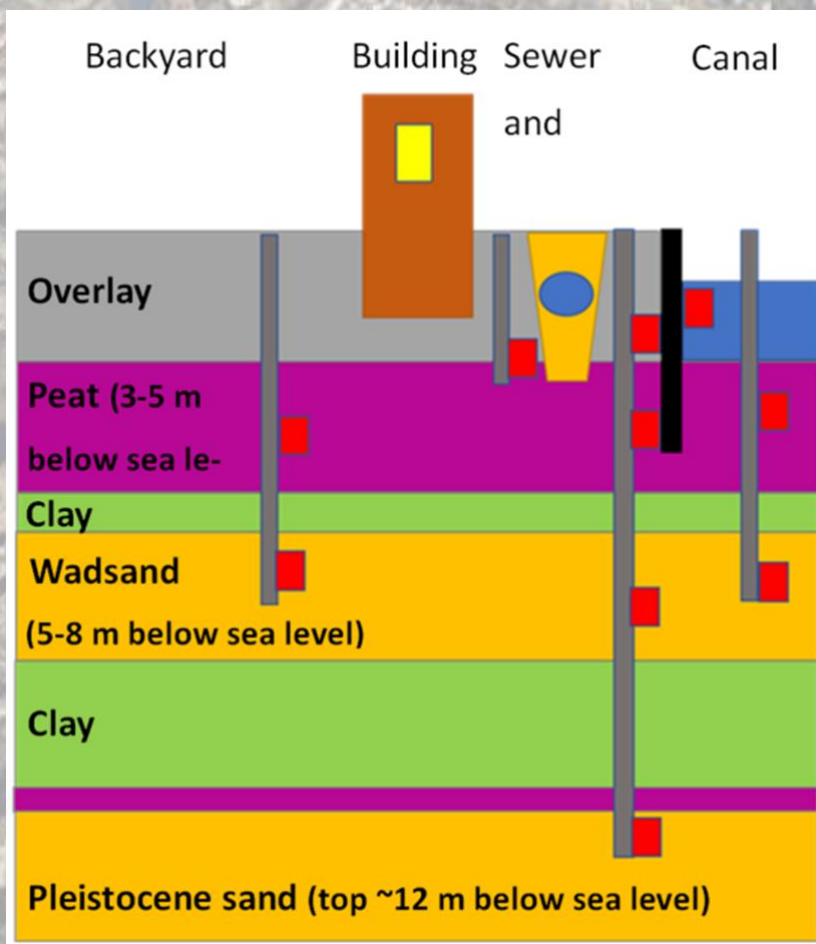 Backyard
Building
Sewer
and
Canal
Overlay
Peat (3-5 m
below sea le-
Clay
Wadsand
(5-8 m below sea level)
Clay
Pleistocene sand (top ~12 m below sea level)